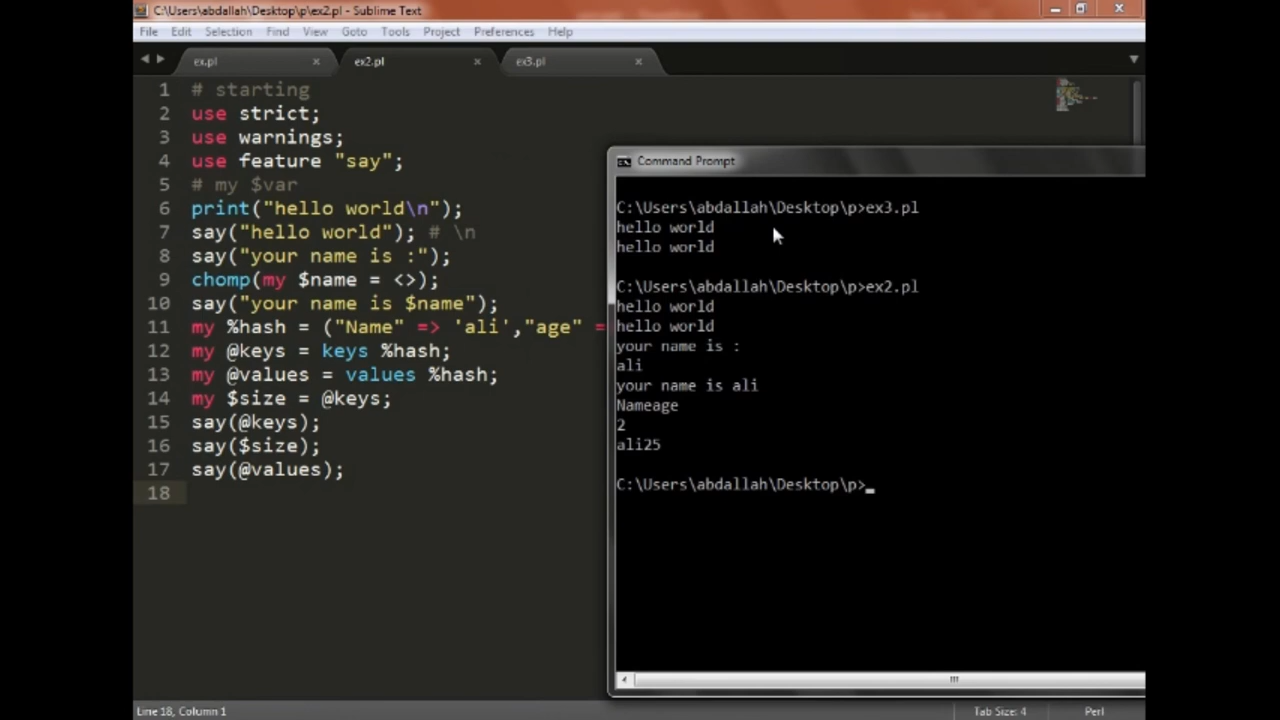 C:\Users\abdallah\Desktop\p\ex2.pl - Sublime Text
File Edit Selection Find View Goto Tools Project Preferences Help
ex.pl ex2.pl ex3.pl
1 # starting
2 use strict;
3 use warnings;
4 use feature "say";
5 # my $var
6 print("hello world\n");
7 say("hello world"); # \n
8 say("your name is :");
9 chomp(my $name = <>);
10 say("your name is $name");
11 my %hash = ("Name" => 'ali',"age" =
12 my @keys = keys %hash;
13 my @values = values %hash;
14 my $size = @keys;
15 say(@keys);
16 say($size);
17 say(@values);
18
Command Prompt
C:\Users\abdallah\Desktop\p>ex3.pl
hello world
hello world
C:\Users\abdallah\Desktop\p>ex2.pl
hello world
hello world
your name is :
ali
your name is ali
Nameage
2
ali25
C:\Users\abdallah\Desktop\p>_
Line 18, Column 1
Tab Size: 4 Perl